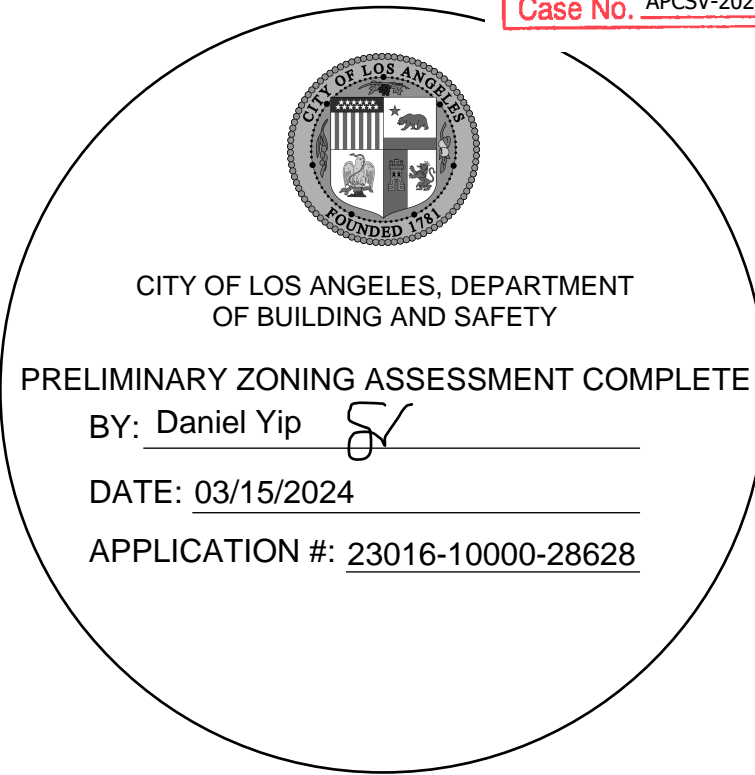 Case No. APCSV-202
CITY OF LOS ANGELES
FOUNDED 1781
CITY OF LOS ANGELES, DEPARTMENT
OF BUILDING AND SAFETY
PRELIMINARY ZONING ASSESSMENT COMPLETE
BY: Daniel Yip
DATE: 03/15/2024
APPLICATION #: 23016-10000-28628